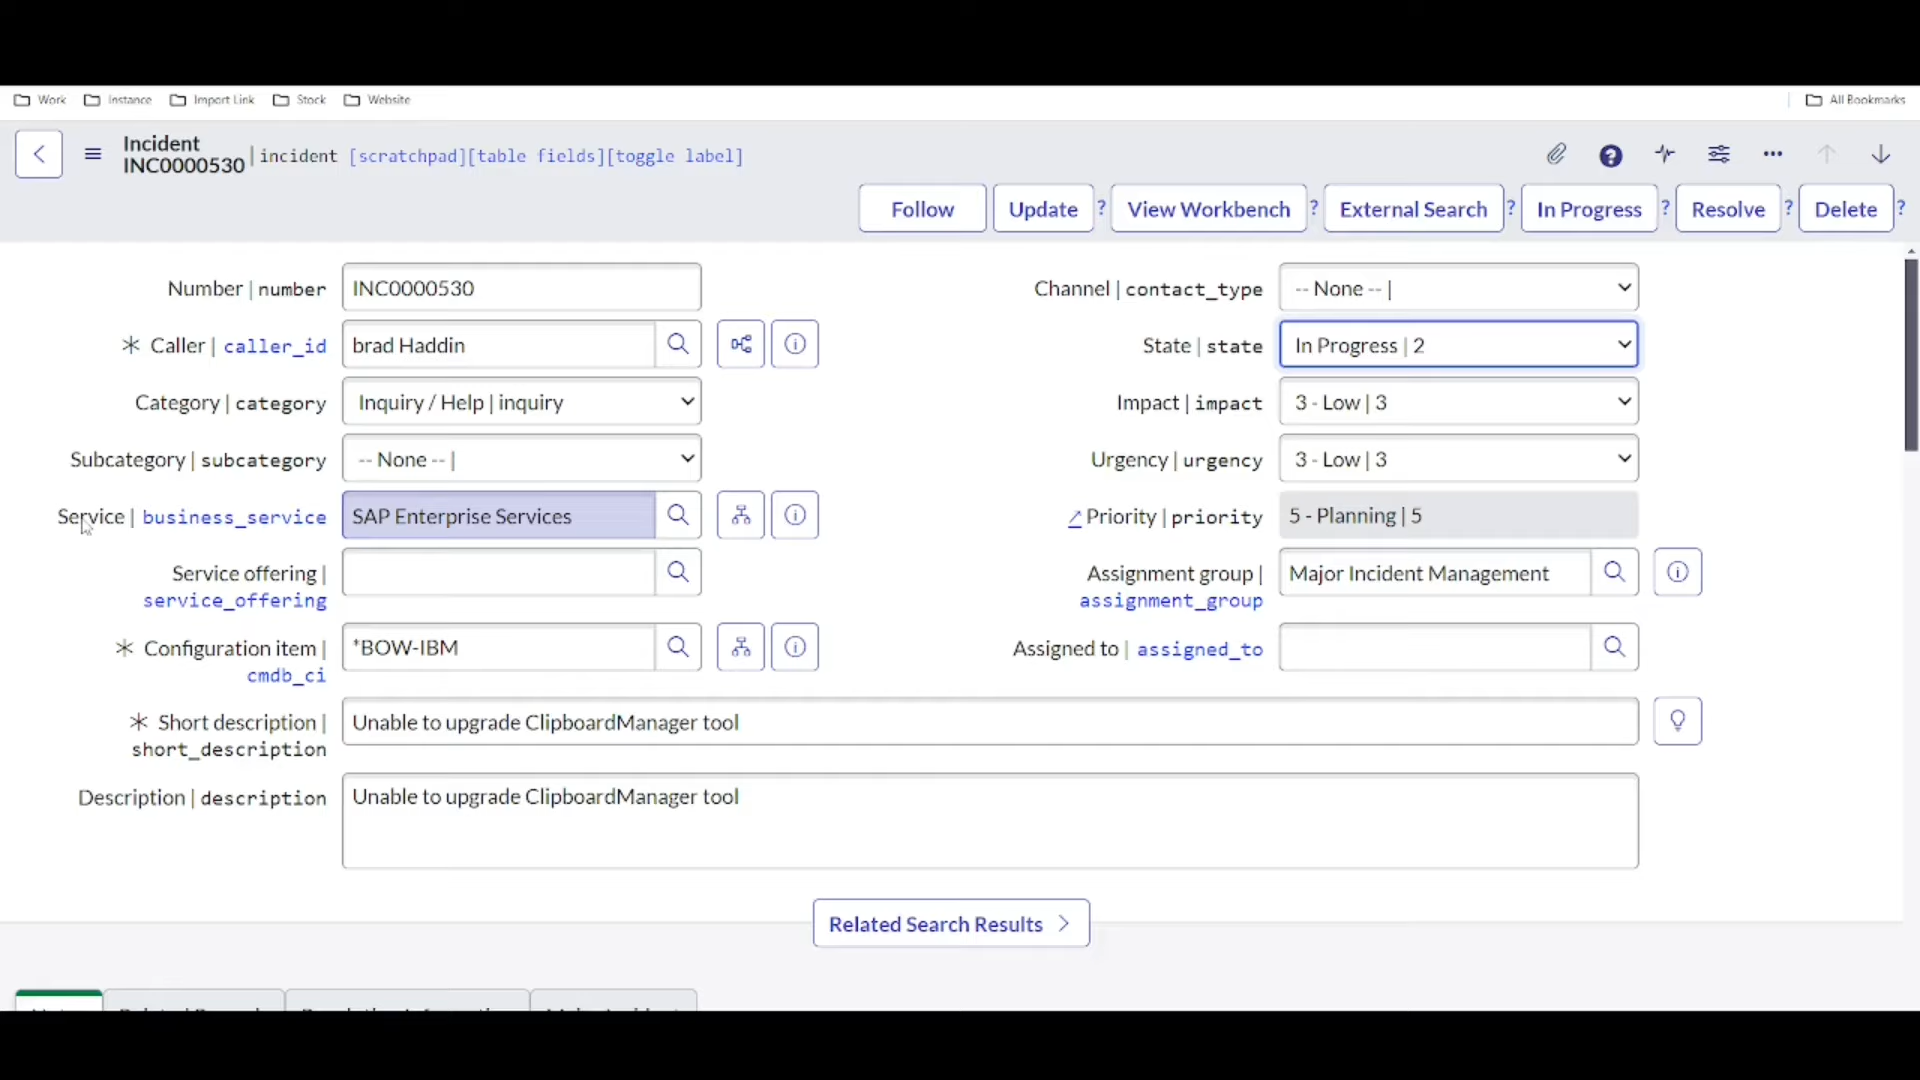 Work Instance Import Link Stock Website All Bookmarks
Incident
INC0000530 | incident [scratchpad][table fields][toggle label]
Follow Update ? View Workbench ? External Search ? In Progress ? Resolve ? Delete ?
Number | number INC0000530
Channel | contact_type -- None -- |
* Caller | caller_id brad Haddin
State | state In Progress | 2
Category | category Inquiry / Help | inquiry
Impact | impact 3 - Low | 3
Subcategory | subcategory -- None -- |
Urgency | urgency 3 - Low | 3
Service | business_service SAP Enterprise Services
Priority | priority 5 - Planning | 5
Service offering |
service_offering
Assignment group | Major Incident Management
assignment_group
* Configuration item | *BOW-IBM
cmdb_ci
Assigned to | assigned_to
* Short description | Unable to upgrade ClipboardManager tool
short_description
Description | description Unable to upgrade ClipboardManager tool
Related Search Results